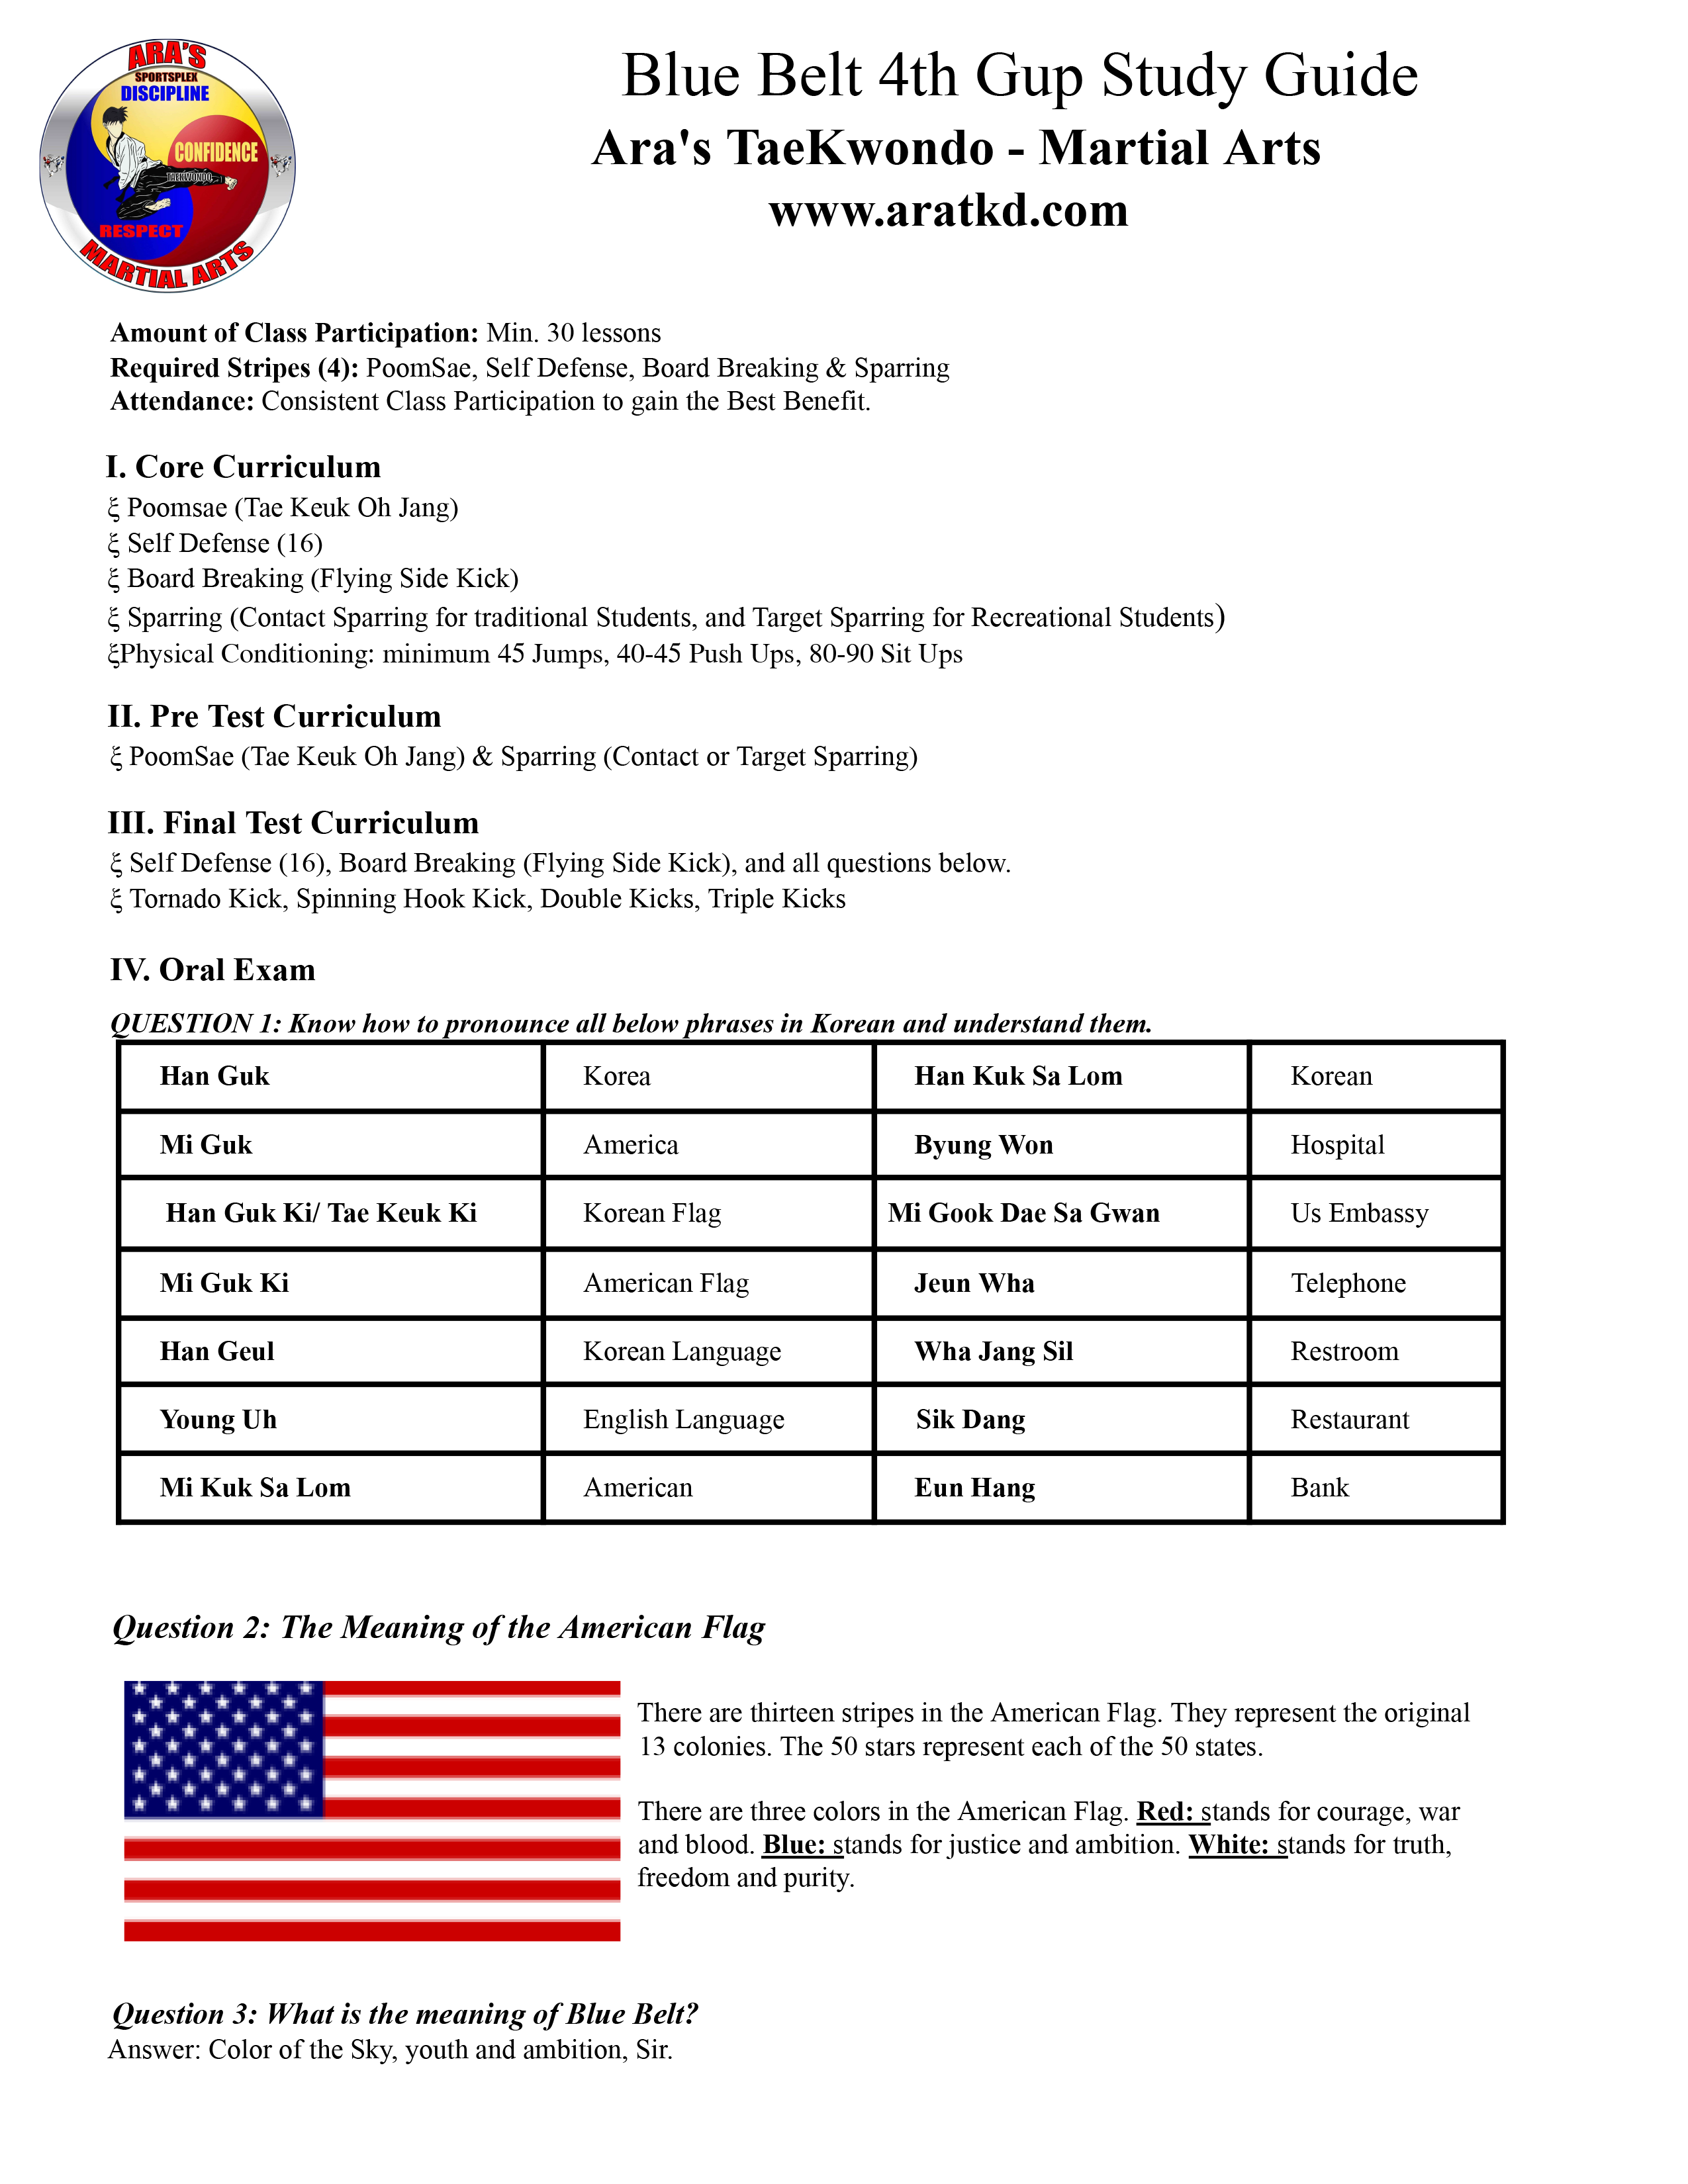 ARA'S
SPORTSPLEX
DISCIPLINE
CONFIDENCE
TAEKWONDO
RESPECT
MARTIAL ARTS
Blue Belt 4th Gup Study Guide
Ara's TaeKwondo - Martial Arts
www.aratkd.com
Amount of Class Participation: Min. 30 lessons
Required Stripes (4): PoomSae, Self Defense, Board Breaking & Sparring
Attendance: Consistent Class Participation to gain the Best Benefit.
I. Core Curriculum
ξ Poomsae (Tae Keuk Oh Jang)
ξ Self Defense (16)
ξ Board Breaking (Flying Side Kick)
ξ Sparring (Contact Sparring for traditional Students, and Target Sparring for Recreational Students)
ξPhysical Conditioning: minimum 45 Jumps, 40-45 Push Ups, 80-90 Sit Ups
II. Pre Test Curriculum
ξ PoomSae (Tae Keuk Oh Jang) & Sparring (Contact or Target Sparring)
III. Final Test Curriculum
ξ Self Defense (16), Board Breaking (Flying Side Kick), and all questions below.
ξ Tornado Kick, Spinning Hook Kick, Double Kicks, Triple Kicks
IV. Oral Exam
QUESTION 1: Know how to pronounce all below phrases in Korean and understand them.
Han Guk Korea Han Kuk Sa Lom Korean
Mi Guk America Byung Won Hospital
Han Guk Ki/ Tae Keuk Ki Korean Flag Mi Gook Dae Sa Gwan Us Embassy
Mi Guk Ki American Flag Jeun Wha Telephone
Han Geul Korean Language Wha Jang Sil Restroom
Young Uh English Language Sik Dang Restaurant
Mi Kuk Sa Lom American Eun Hang Bank
Question 2: The Meaning of the American Flag
There are thirteen stripes in the American Flag. They represent the original
13 colonies. The 50 stars represent each of the 50 states.
There are three colors in the American Flag. Red: stands for courage, war
and blood. Blue: stands for justice and ambition. White: stands for truth,
freedom and purity.
Question 3: What is the meaning of Blue Belt?
Answer: Color of the Sky, youth and ambition, Sir.